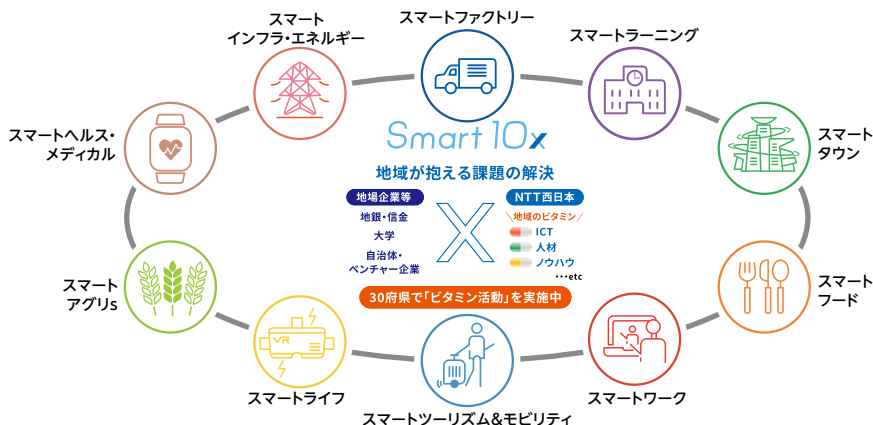 スマートファクトリー
スマート
インフラ・エネルギー
スマートラーニング
スマートヘルス・
メディカル
スマート
タウン
Smart 10x
地域が抱える課題の解決
地場企業等
地銀・信金
大学
自治体・
ベンチャー企業
X
NTT西日本
\地域のビタミン/
ICT
人材
ノウハウ
・・・etc
30府県で「ビタミン活動」を実施中
スマート
アグリs
スマート
フード
VR
スマートライフ
スマートワーク
スマートツーリズム&モビリティ